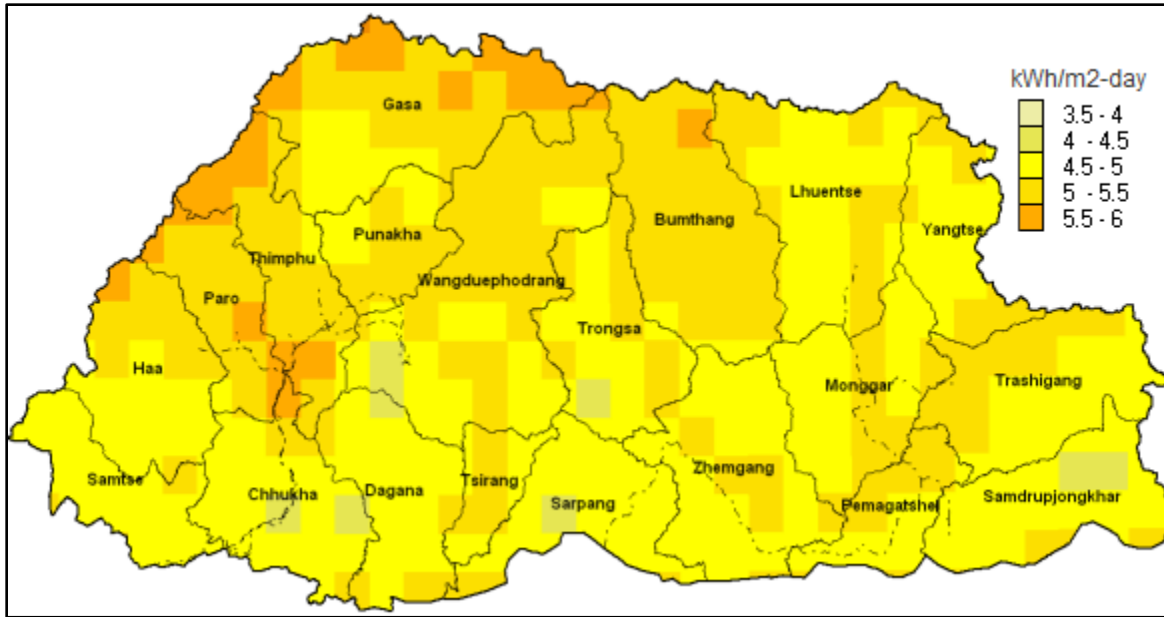 kWh/m2-day
3.5 - 4
4 - 4.5
4.5 - 5
5 - 5.5
5.5 - 6
Gasa
Lhuentse
Bumthang
Punakha
Yangtse
Thimphu
Wangduephodrang
Paro
Trongsa
Haa
Monggar
Trashigang
Zhemgang
Samtse
Tsirang
Dagana
Chhukha
Sarpang
Samdrupjongkhar
Pemagatshel